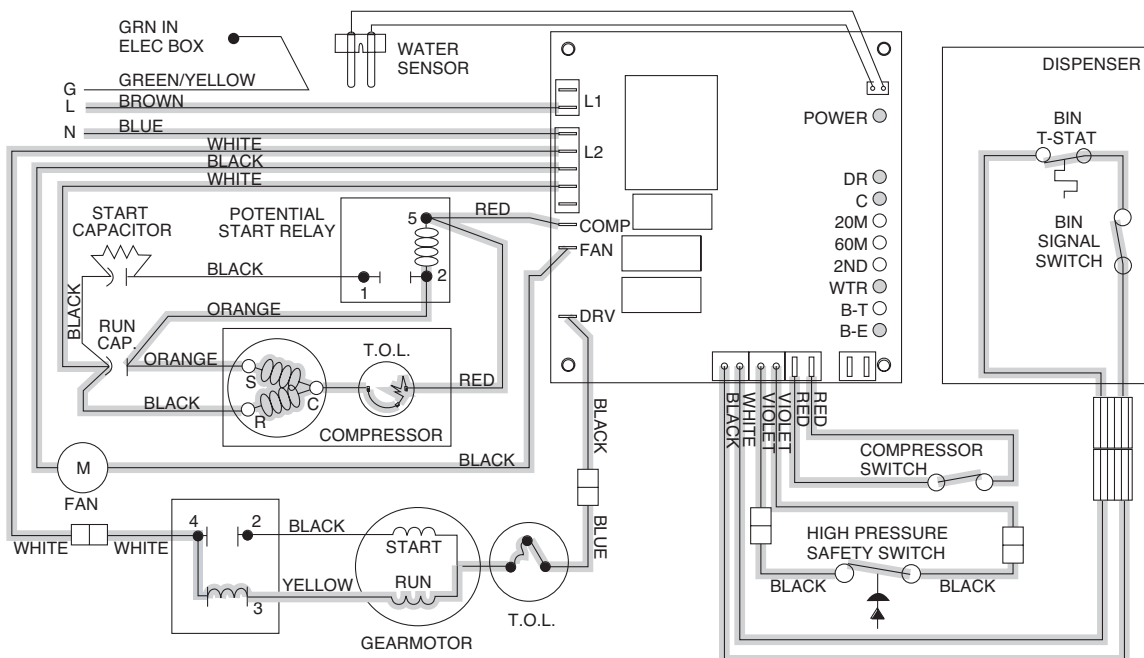 GRN IN
ELEC BOX
WATER
SENSOR
DISPENSER
G
GREEN/YELLOW
L
BROWN
L1
POWER
N
BLUE
WHITE
L2
BLACK
WHITE
BIN
T-STAT
START
CAPACITOR
POTENTIAL
START RELAY
5
RED
COMP
FAN
DR
C
20M
60M
2ND
WTR
B-T
B-E
BIN
SIGNAL
SWITCH
BLACK
1
2
BLACK
ORANGE
DRV
RUN
CAP.
ORANGE
T.O.L.
S
C
RED
BLACK
R
COMPRESSOR
BLACK
WHITE
VIOLET
VIOLET
RED
RED
BLACK
M
FAN
BLACK
COMPRESSOR
SWITCH
WHITE
WHITE
4
2
BLACK
START
BLUE
HIGH PRESSURE
SAFETY SWITCH
YELLOW
RUN
3
BLACK
BLACK
T.O.L.
GEARMOTOR